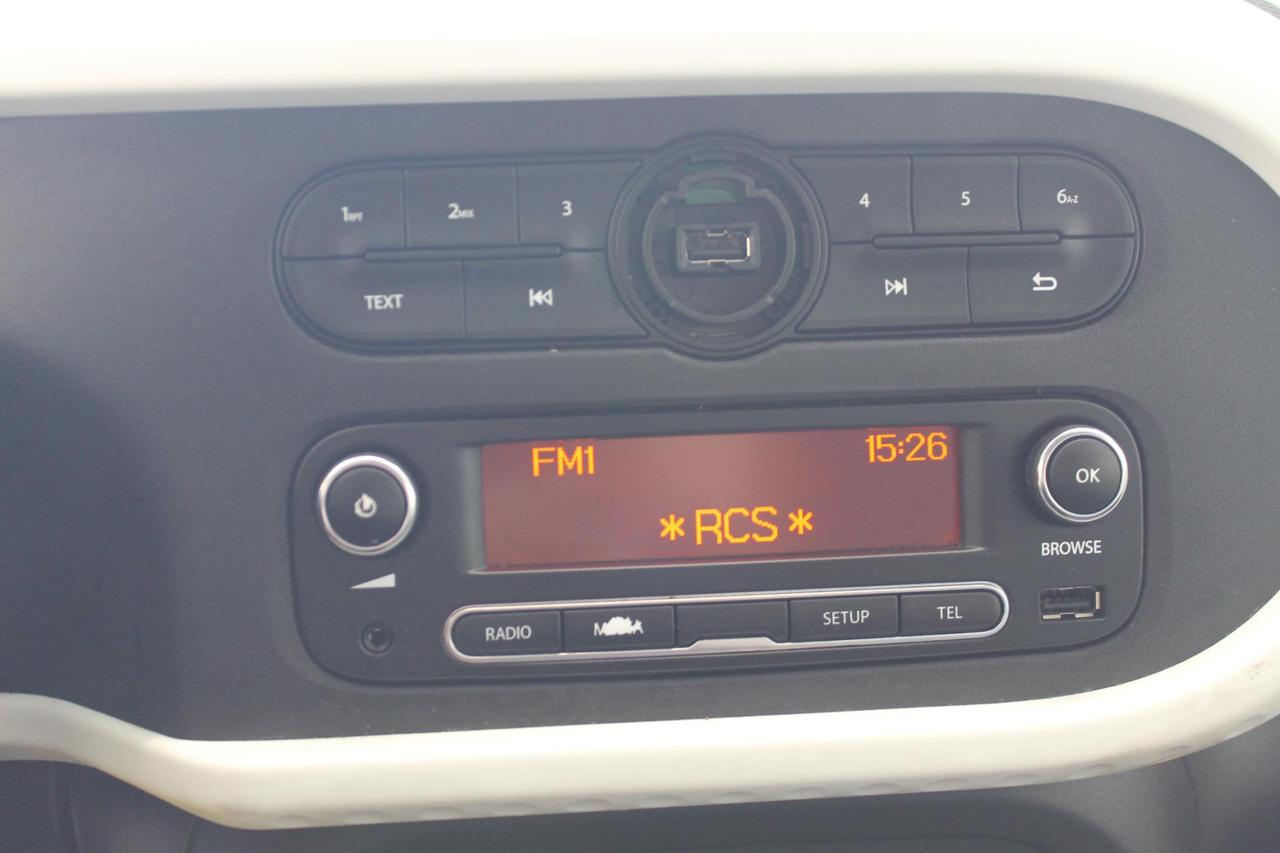 1RPT 2MIX 3 4 5 6A-Z
TEXT
FM1 15:26
*RCS*
OK
BROWSE
RADIO SETUP TEL